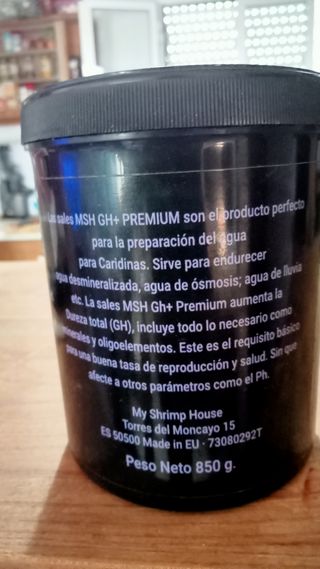 Las sales MSH GH+ PREMIUM son el producto perfecto
para la preparación del agua
para Caridinas. Sirve para endurecer
agua desmineralizada, agua de ósmosis; agua de lluvia
etc. La sales MSH Gh+ Premium aumenta la
Dureza total (GH), incluye todo lo necesario como
minerales y oligoelementos. Este es el requisito básico
para una buena tasa de reproducción y salud. Sin que
afecte a otros parámetros como el Ph.
My Shrimp House
Torres del Moncayo 15
ES 50500 Made in EU · 73080292T
Peso Neto 850 g.